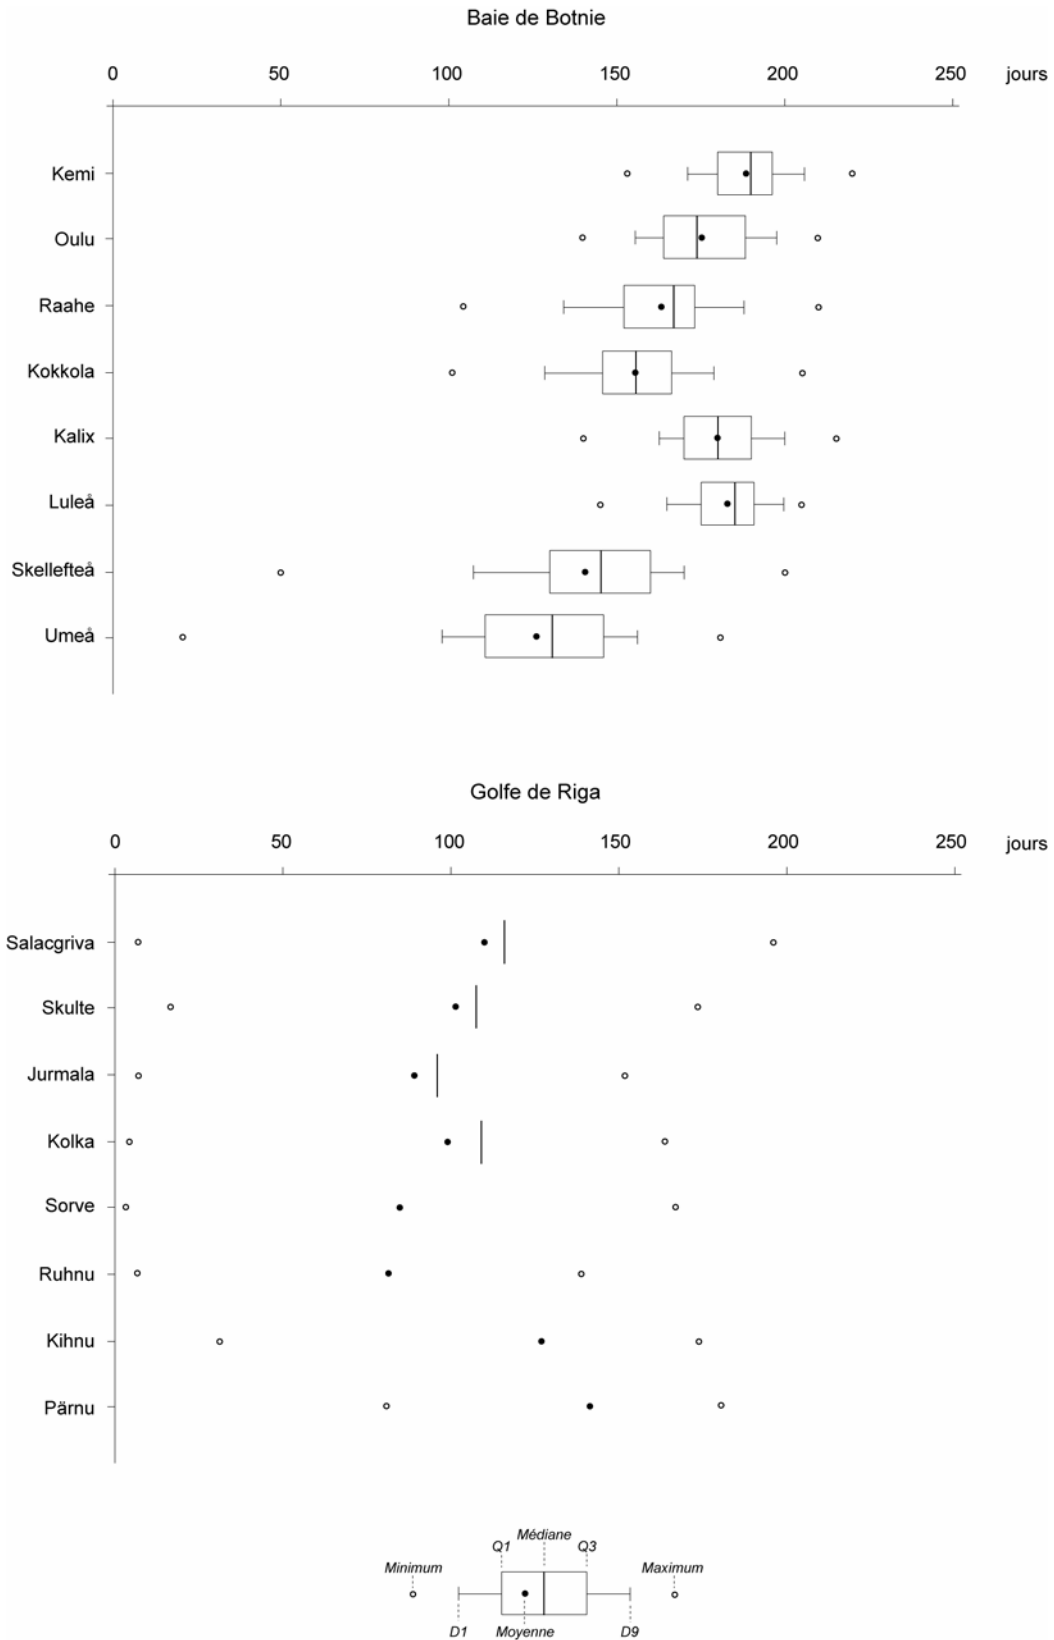 Baie de Botnie
0 50 100 150 200 250 jours
Kemi
Oulu
Raahe
Kokkola
Kalix
Luleå
Skellefteå
Umeå
Golfe de Riga
0 50 100 150 200 250 jours
Salacgriva
Skulte
Jurmala
Kolka
Sorve
Ruhnu
Kihnu
Pärnu
Médiane
Q1 Q3
Minimum Maximum
D1 Moyenne D9